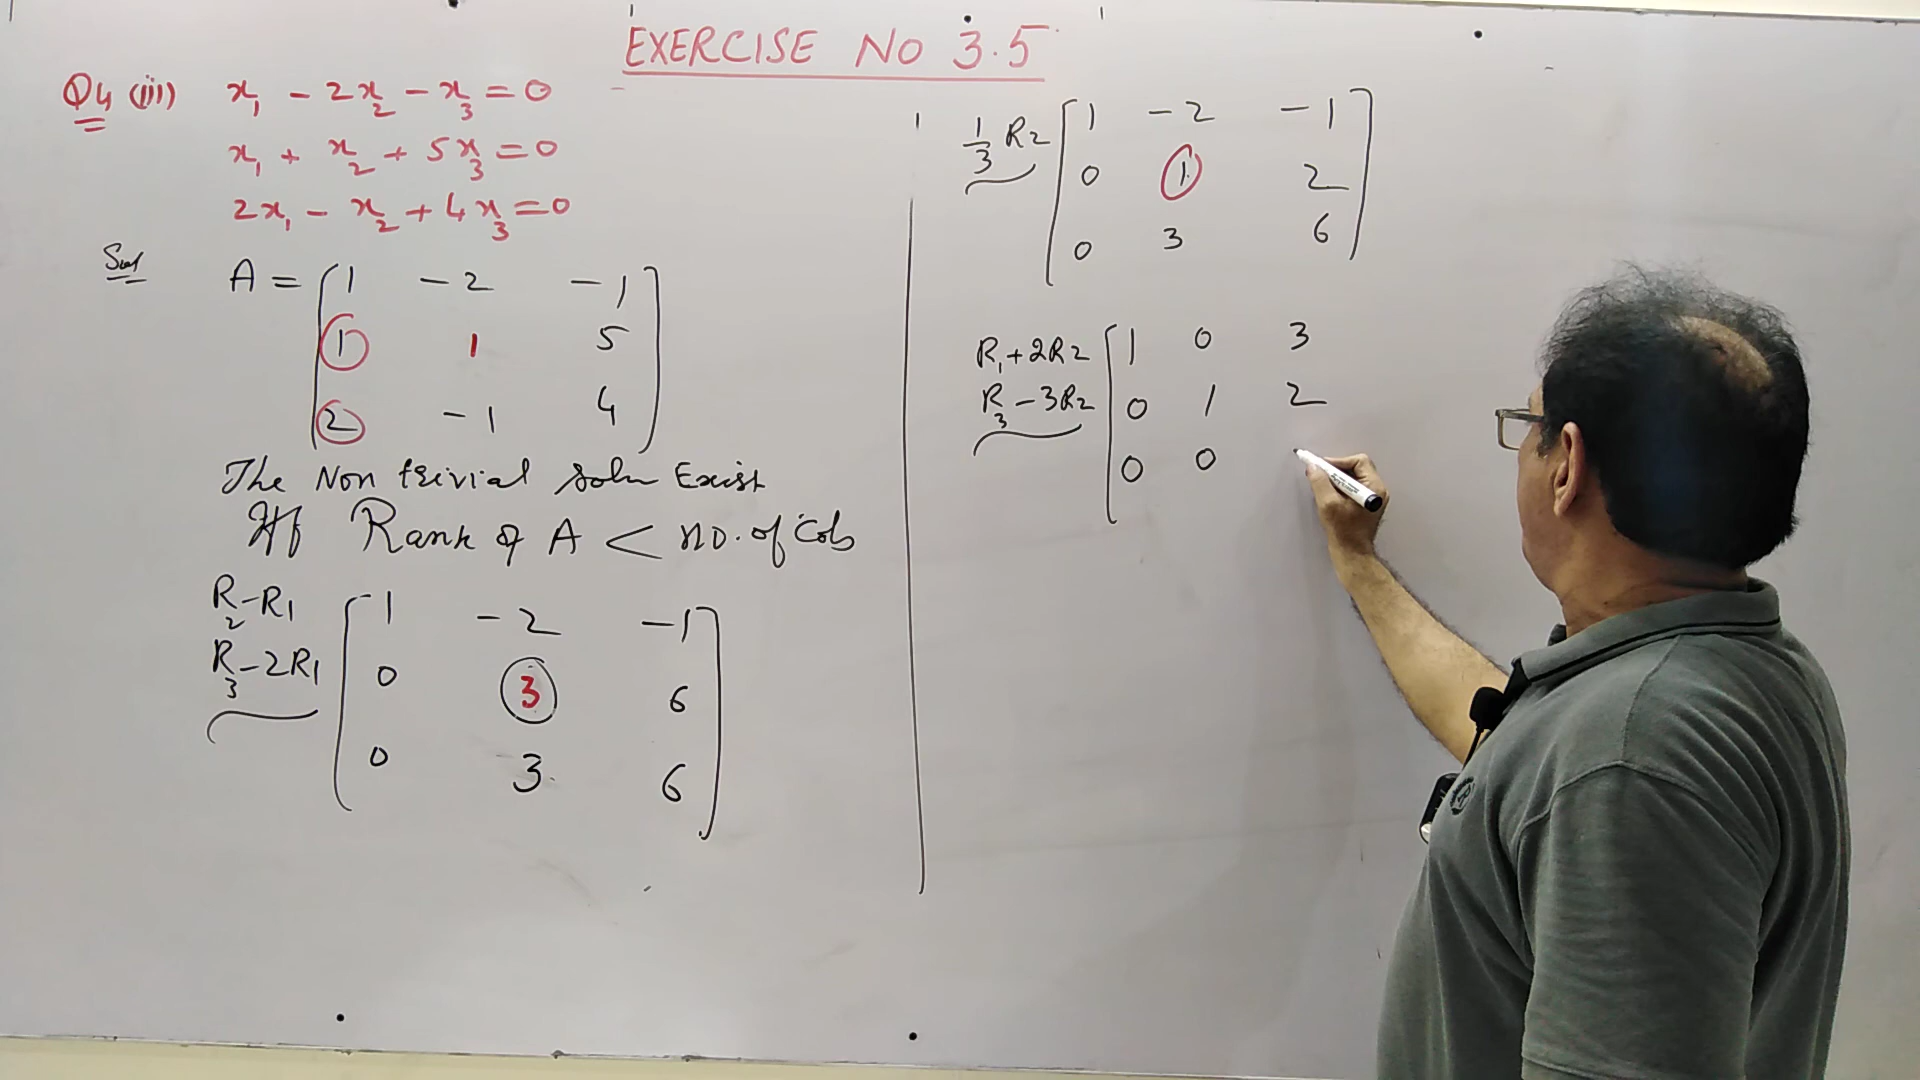 EXERCISE NO 3.5
Q4 (iii) x₁ - 2x₂ - x₃ = 0
x₁ + x₂ + 5x₃ = 0
2x₁ - x₂ + 4x₃ = 0
Sol
A = [ 1 -2 -1
1 1 5
2 -1 4 ]
The Non trivial Soln Exist
If Rank of A < no. of Cols
R₂-R1 [ 1 -2 -1
R₃-2R1 0 3 6
0 3 6 ]
1/3 R2 [ 1 -2 -1
0 1 2
0 3 6 ]
R₁+2R2 [ 1 0 3
R₃-3R2 0 1 2
0 0